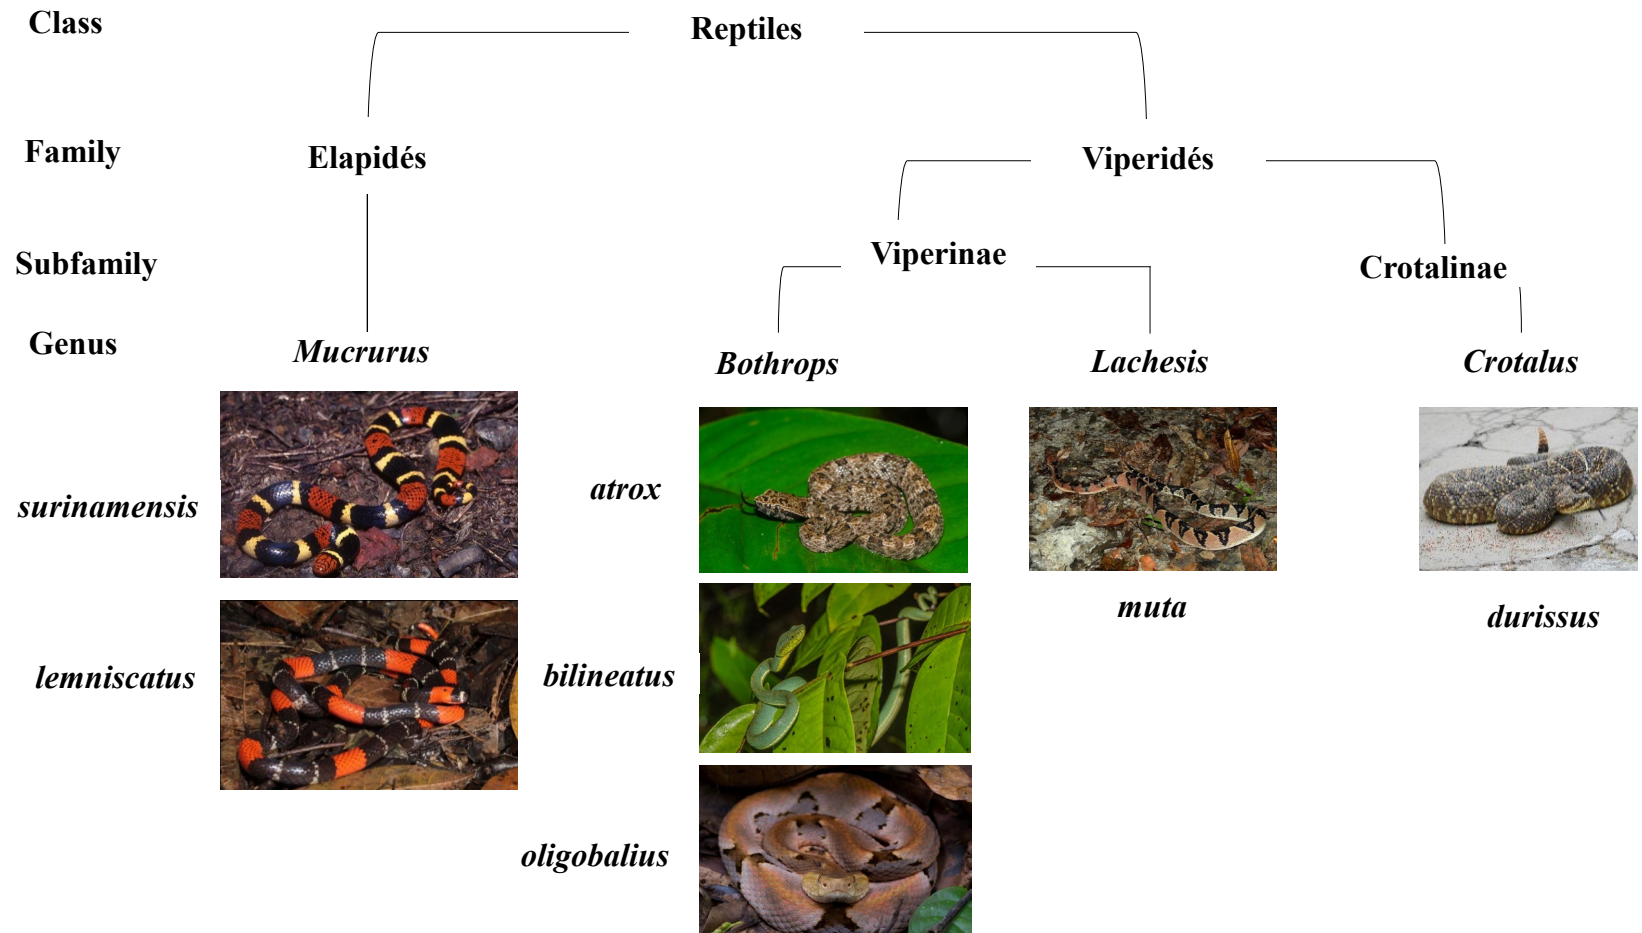 Class
Reptiles
Family
Elapidés
Viperidés
Subfamily
Viperinae
Crotalinae
Genus
Mucrurus
Bothrops
Lachesis
Crotalus
surinamensis
atrox
muta
durissus
lemniscatus
bilineatus
oligobalius